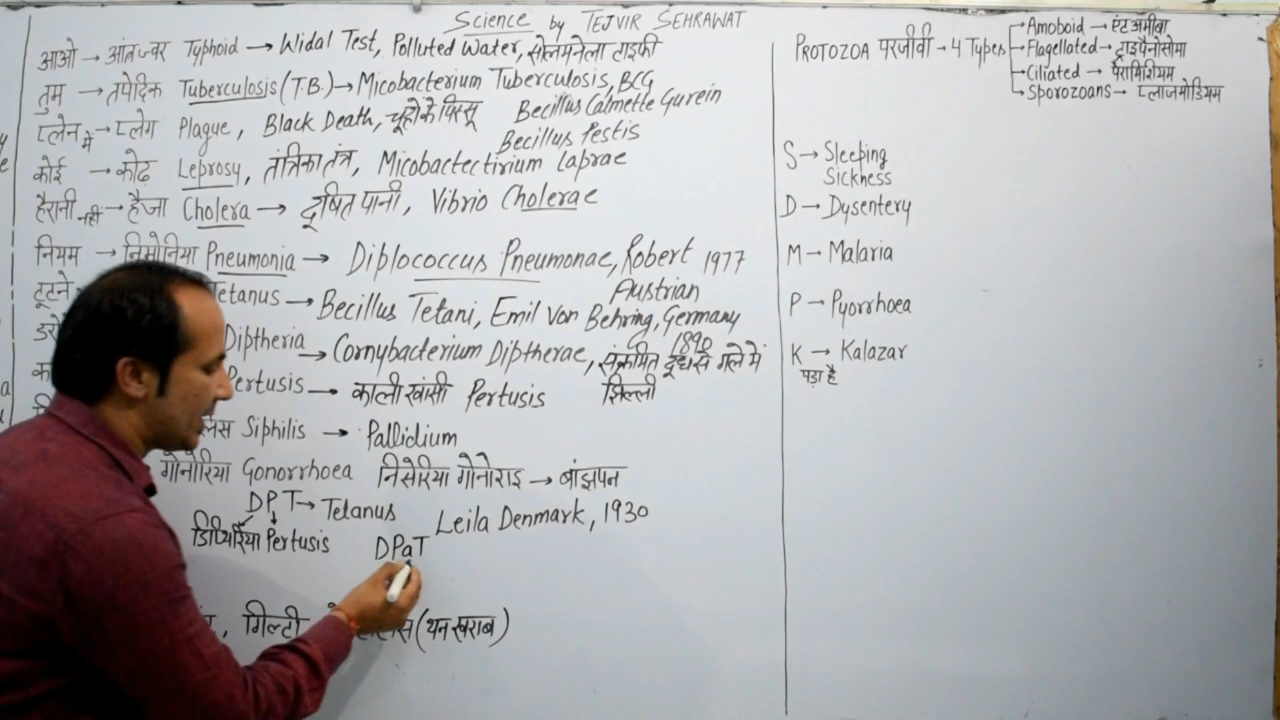 Science by TEJVIR SEHRAWAT
आओ → आंत्रज्वर Typhoid → Widal Test, Polluted Water, सोल्मनेला टाइफी
तुम → तपेदिक Tuberculosis (T.B.) → Micobacterium Tuberculosis, BCG
Becillus Calmette Gurein
प्लेन में → प्लेग Plague, Black Death, चूहों के पिस्सू
Becillus Pestis
कोई → कोढ़ Leprosy, तंत्रिका तंत्र, Micobactectirium Laprae
हैरानी नहीं → हैजा Cholera → दूषित पानी, Vibrio Cholerae
नियम → निमोनिया Pneumonia → Diplococcus Pneumonae, Robert 1977
Austrian
टूटने Tetanus → Becillus Tetani, Emil Von Behring, Germany
1890
Diptheria → Cornybacterium Diptherae, संक्रमित दूध से गले में
झिल्ली
Pertusis → काली खांसी Pertusis
Siphilis → Pallidium
गोनोरिया Gonorrhoea निसेरिया गोनोराइ → बांझपन
DPT → Tetanus
Leila Denmark, 1930
डिप्थिरिया Pertusis
DPaT
, गिल्टी (थन खराब)
PROTOZOA परजीवी → 4 Types
Amoboid → एंटअमीबा
Flagellated → ट्राइपैनोसोमा
Ciliated → पैरामिशियम
Sporozoans → प्लाजमोडियम
S → Sleeping
Sickness
D → Dysentery
M → Malaria
P → Pyorrhoea
K → Kalazar
पड़ा है